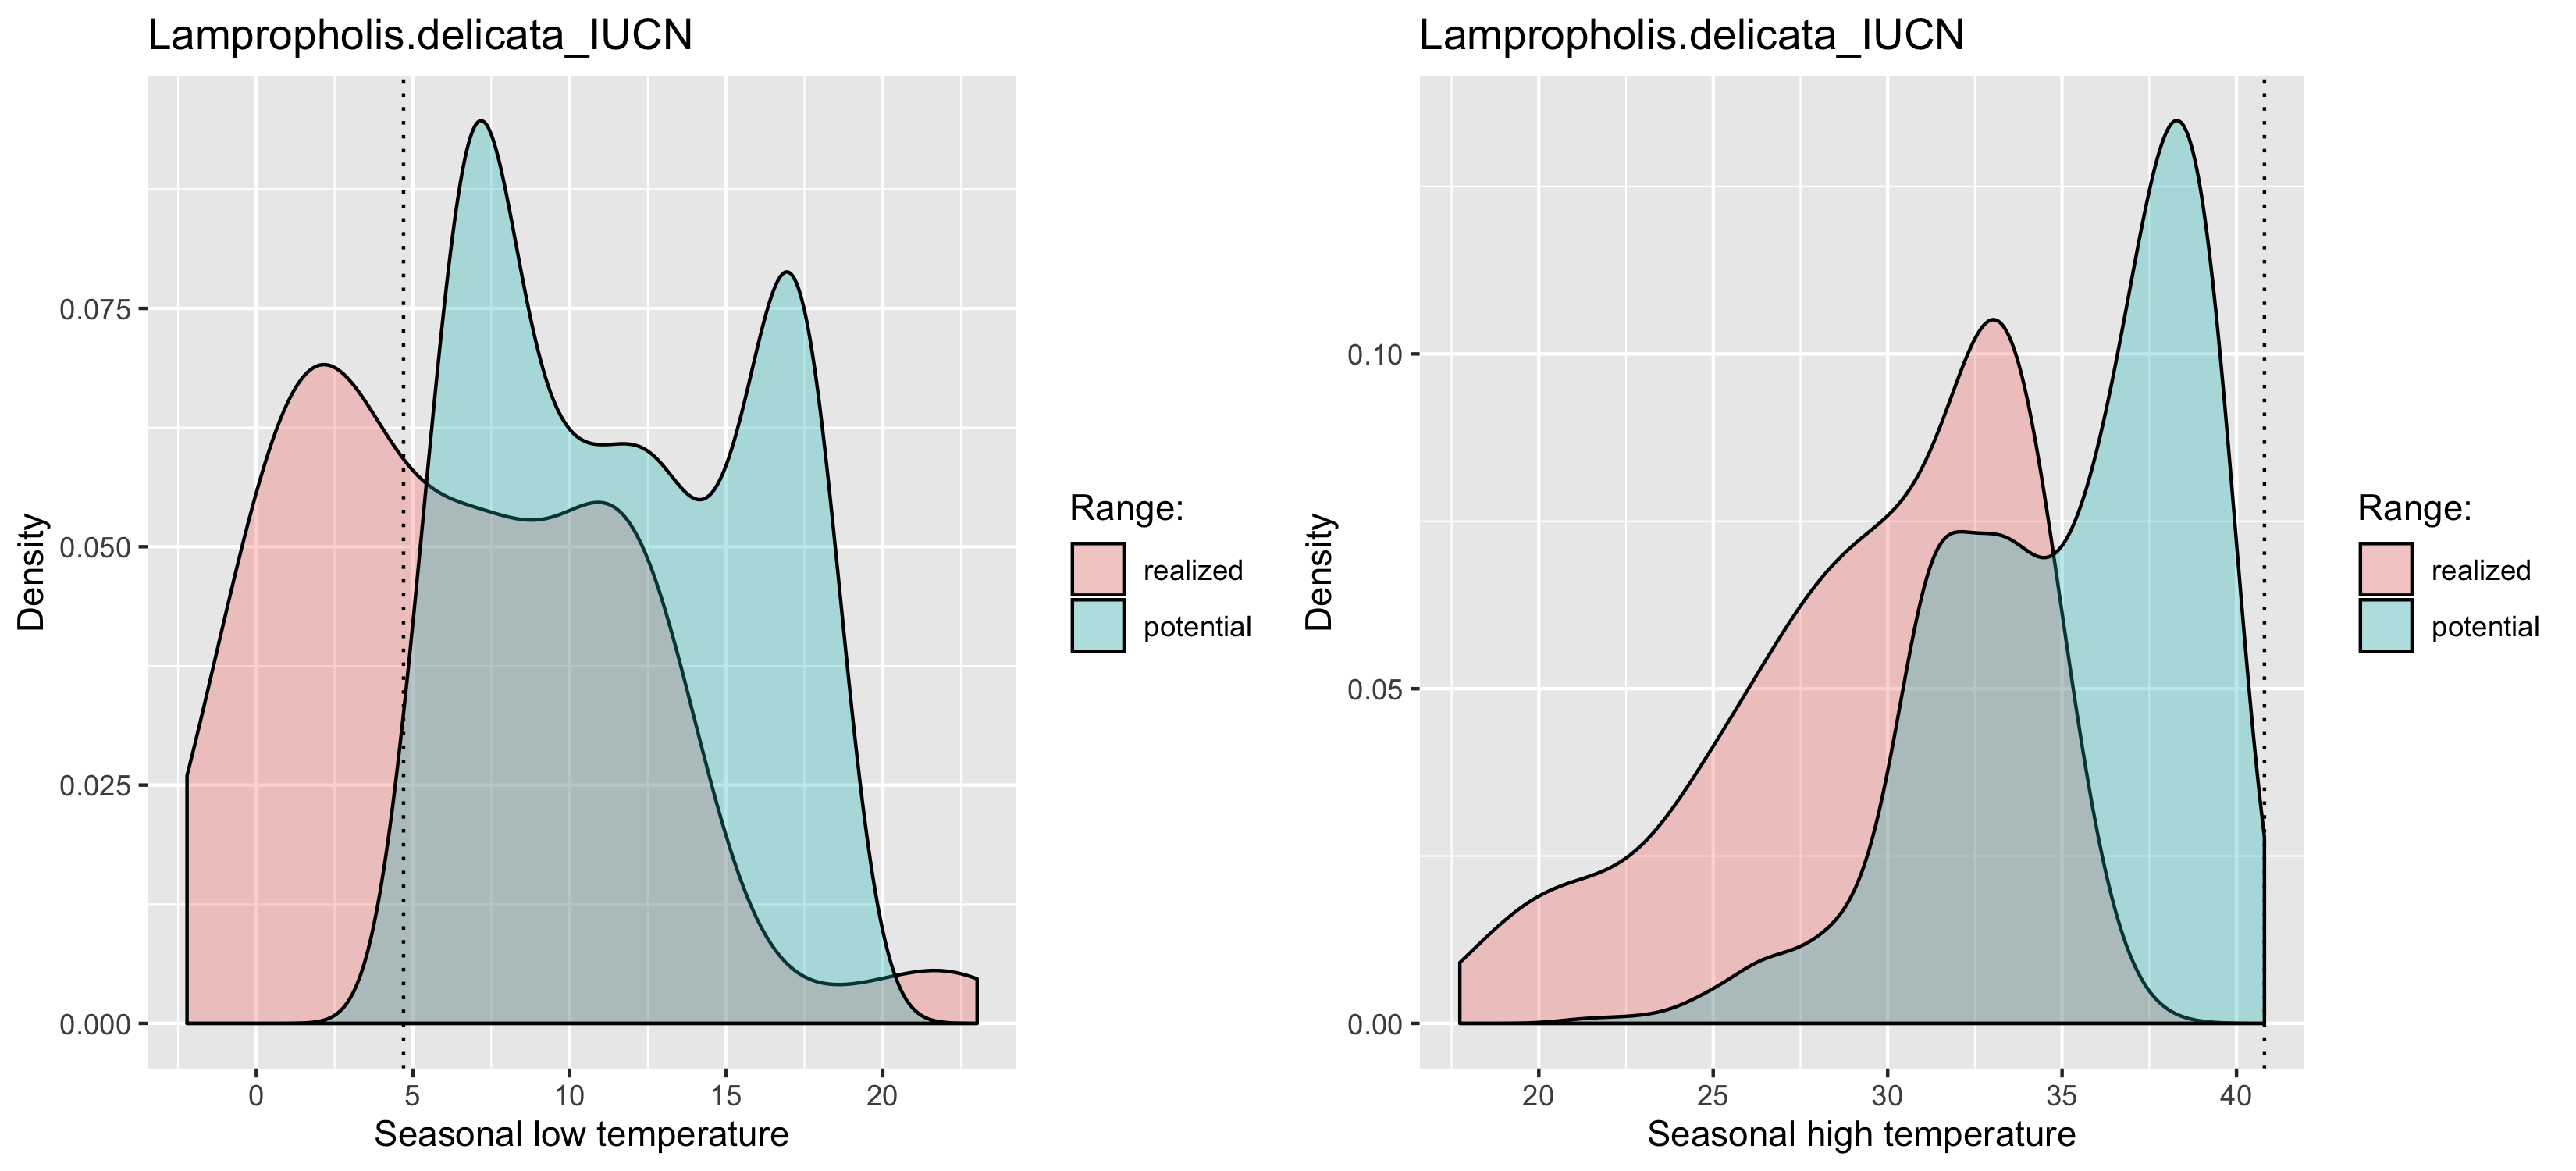 Lampropholis.delicata_IUCN
Density
0.075
0.050
0.025
0.000
0 5 10 15 20
Seasonal low temperature
Range:
realized
potential
Lampropholis.delicata_IUCN
Density
0.10
0.05
0.00
20 25 30 35 40
Seasonal high temperature
Range:
realized
potential